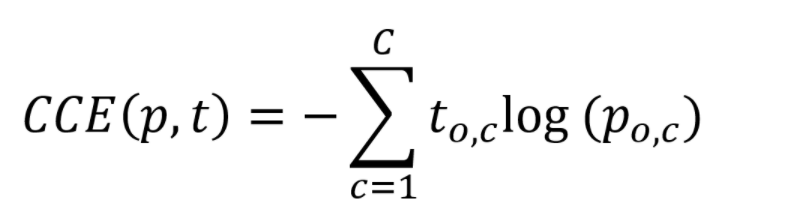 CCE(p, t) = − ∑_{c=1}^{C} t_{o,c} log (p_{o,c})